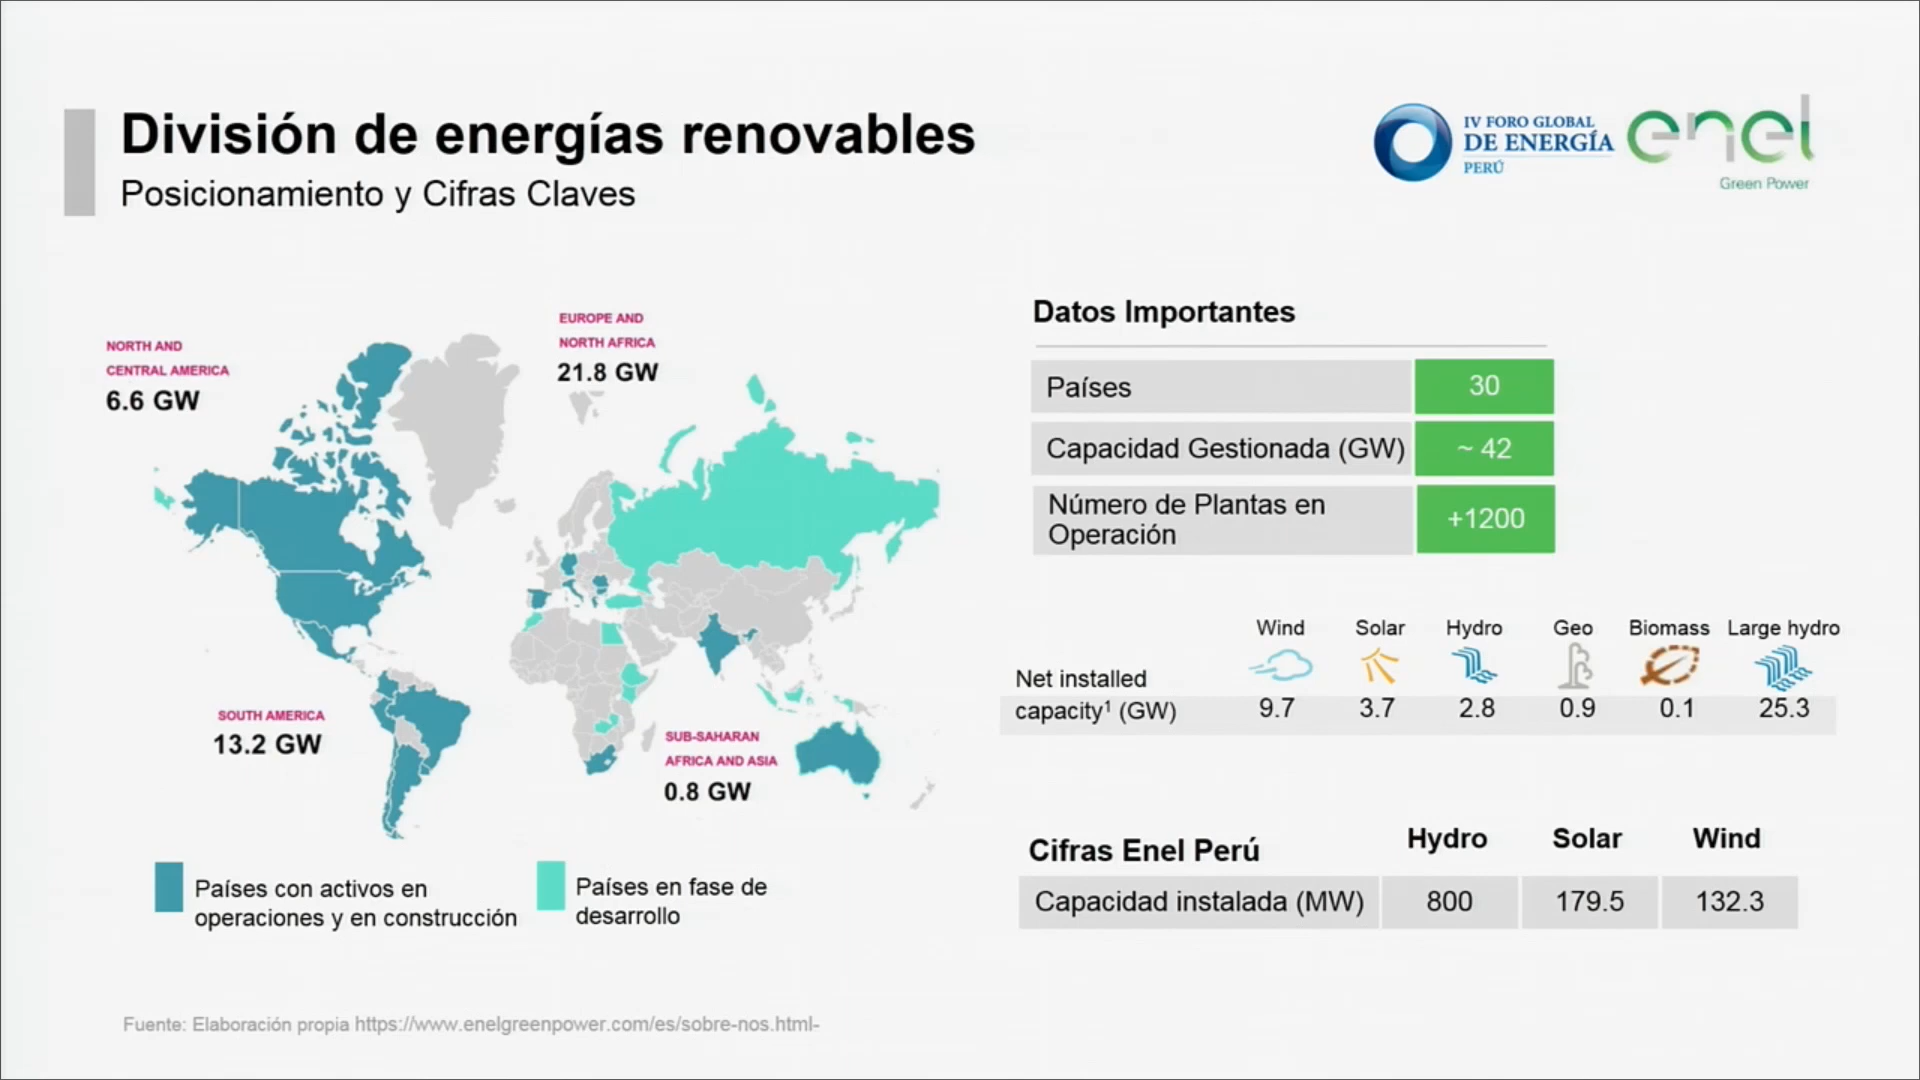 División de energías renovables
Posicionamiento y Cifras Claves
IV FORO GLOBAL
DE ENERGÍA
PERÚ
enel
Green Power
NORTH AND
CENTRAL AMERICA
6.6 GW
EUROPE AND
NORTH AFRICA
21.8 GW
SOUTH AMERICA
13.2 GW
SUB-SAHARAN
AFRICA AND ASIA
0.8 GW
Países con activos en
operaciones y en construcción
Países en fase de
desarrollo
Datos Importantes
Países 30
Capacidad Gestionada (GW) ~ 42
Número de Plantas en
Operación
+1200
Wind Solar Hydro Geo Biomass Large hydro
Net installed
capacity¹ (GW) 9.7 3.7 2.8 0.9 0.1 25.3
Cifras Enel Perú Hydro Solar Wind
Capacidad instalada (MW) 800 179.5 132.3
Fuente: Elaboración propia https://www.enelgreenpower.com/es/sobre-nos.html-